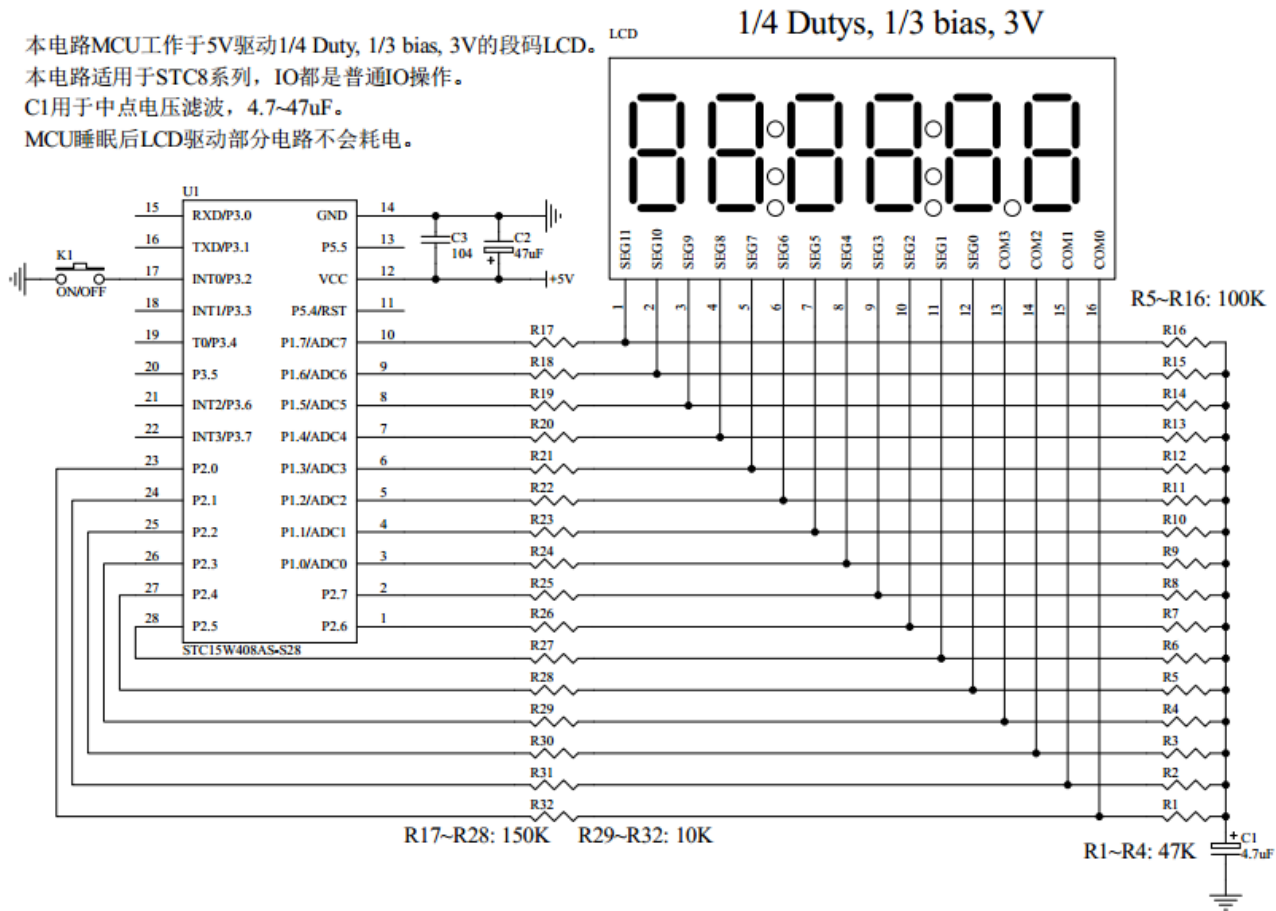 1/4 Dutys, 1/3 bias, 3V
本电路MCU工作于5V驱动1/4 Duty, 1/3 bias, 3V的段码LCD。
本电路适用于STC8系列，IO都是普通IO操作。
C1用于中点电压滤波，4.7~47uF。
MCU睡眠后LCD驱动部分电路不会耗电。
LCD
SEG11 SEG10 SEG9 SEG8 SEG7 SEG6 SEG5 SEG4 SEG3 SEG2 SEG1 SEG0 COM3 COM2 COM1 COM0
1 2 3 4 5 6 7 8 9 10 11 12 13 14 15 16
U1
15 RXD/P3.0 GND 14
16 TXD/P3.1 P5.5 13
17 INT0/P3.2 VCC 12
18 INT1/P3.3 P5.4/RST 11
19 T0/P3.4 P1.7/ADC7 10
20 P3.5 P1.6/ADC6 9
21 INT2/P3.6 P1.5/ADC5 8
22 INT3/P3.7 P1.4/ADC4 7
23 P2.0 P1.3/ADC3 6
24 P2.1 P1.2/ADC2 5
25 P2.2 P1.1/ADC1 4
26 P2.3 P1.0/ADC0 3
27 P2.4 P2.7 2
28 P2.5 P2.6 1
STC15W408AS-S28
K1
ON/OFF
C3
104
C2
+
47uF
+5V
R5~R16: 100K
R17 R16
R18 R15
R19 R14
R20 R13
R21 R12
R22 R11
R23 R10
R24 R9
R25 R8
R26 R7
R27 R6
R28 R5
R29 R4
R30 R3
R31 R2
R32 R1
R17~R28: 150K R29~R32: 10K
R1~R4: 47K
+ C1
4.7uF